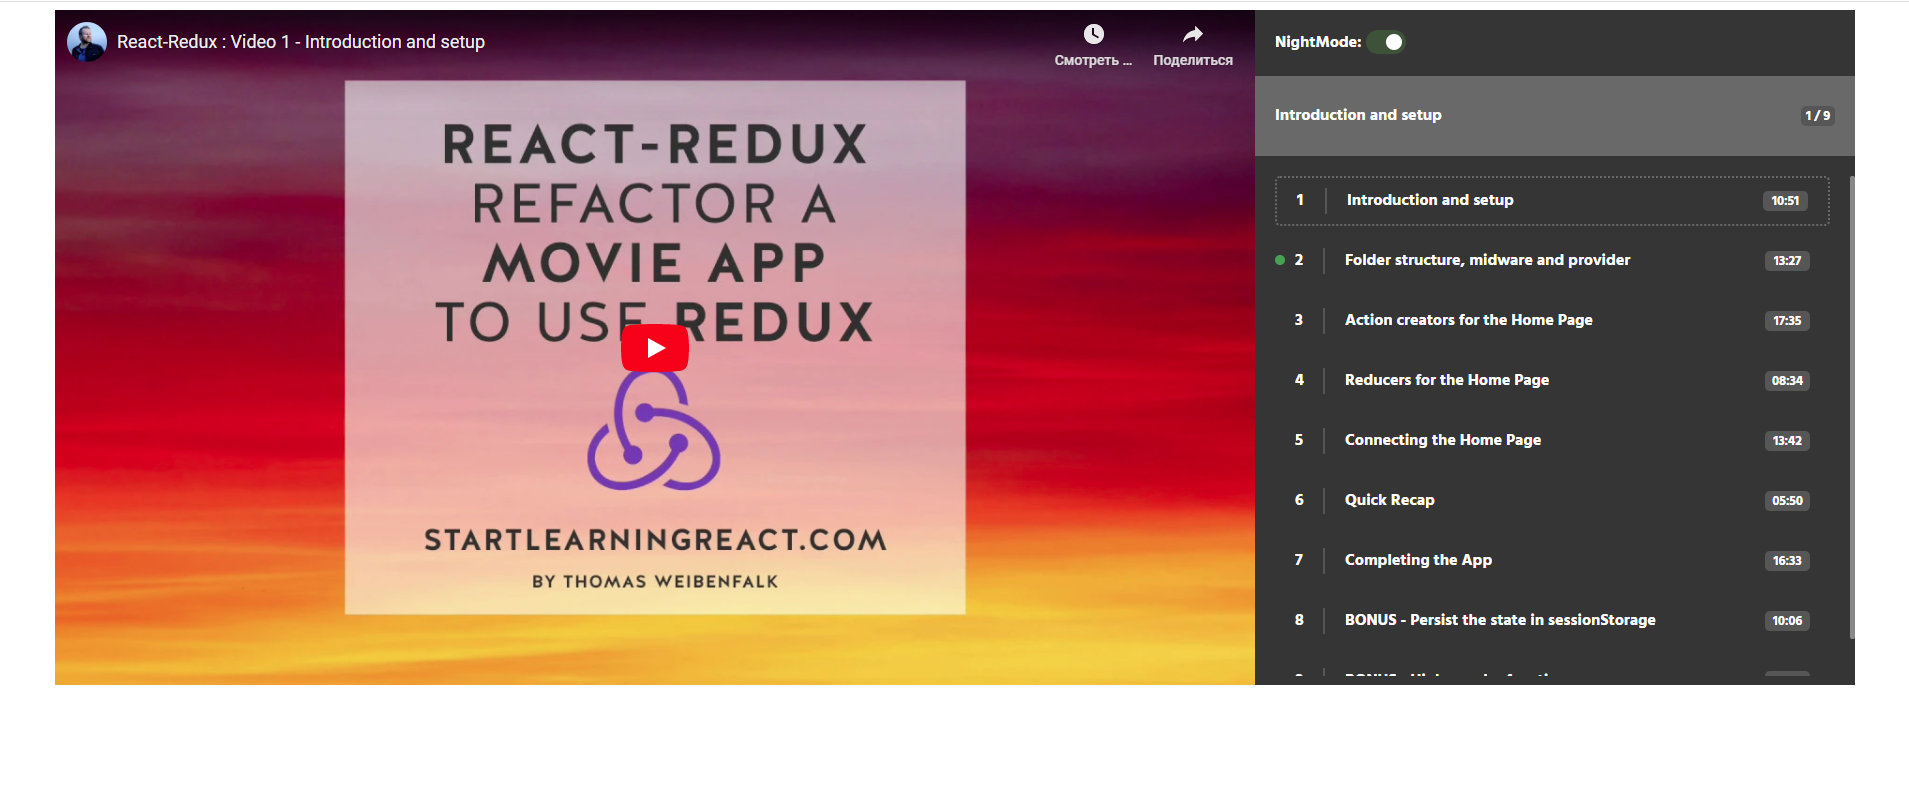 React-Redux : Video 1 - Introduction and setup
Смотреть ...
Поделиться
REACT-REDUX
REFACTOR A
MOVIE APP
TO USE REDUX
STARTLEARNINGREACT.COM
BY THOMAS WEIBENFALK
NightMode:
Introduction and setup 1 / 9
1 Introduction and setup 10:51
2 Folder structure, midware and provider 13:27
3 Action creators for the Home Page 17:35
4 Reducers for the Home Page 08:34
5 Connecting the Home Page 13:42
6 Quick Recap 05:50
7 Completing the App 16:33
8 BONUS - Persist the state in sessionStorage 10:06